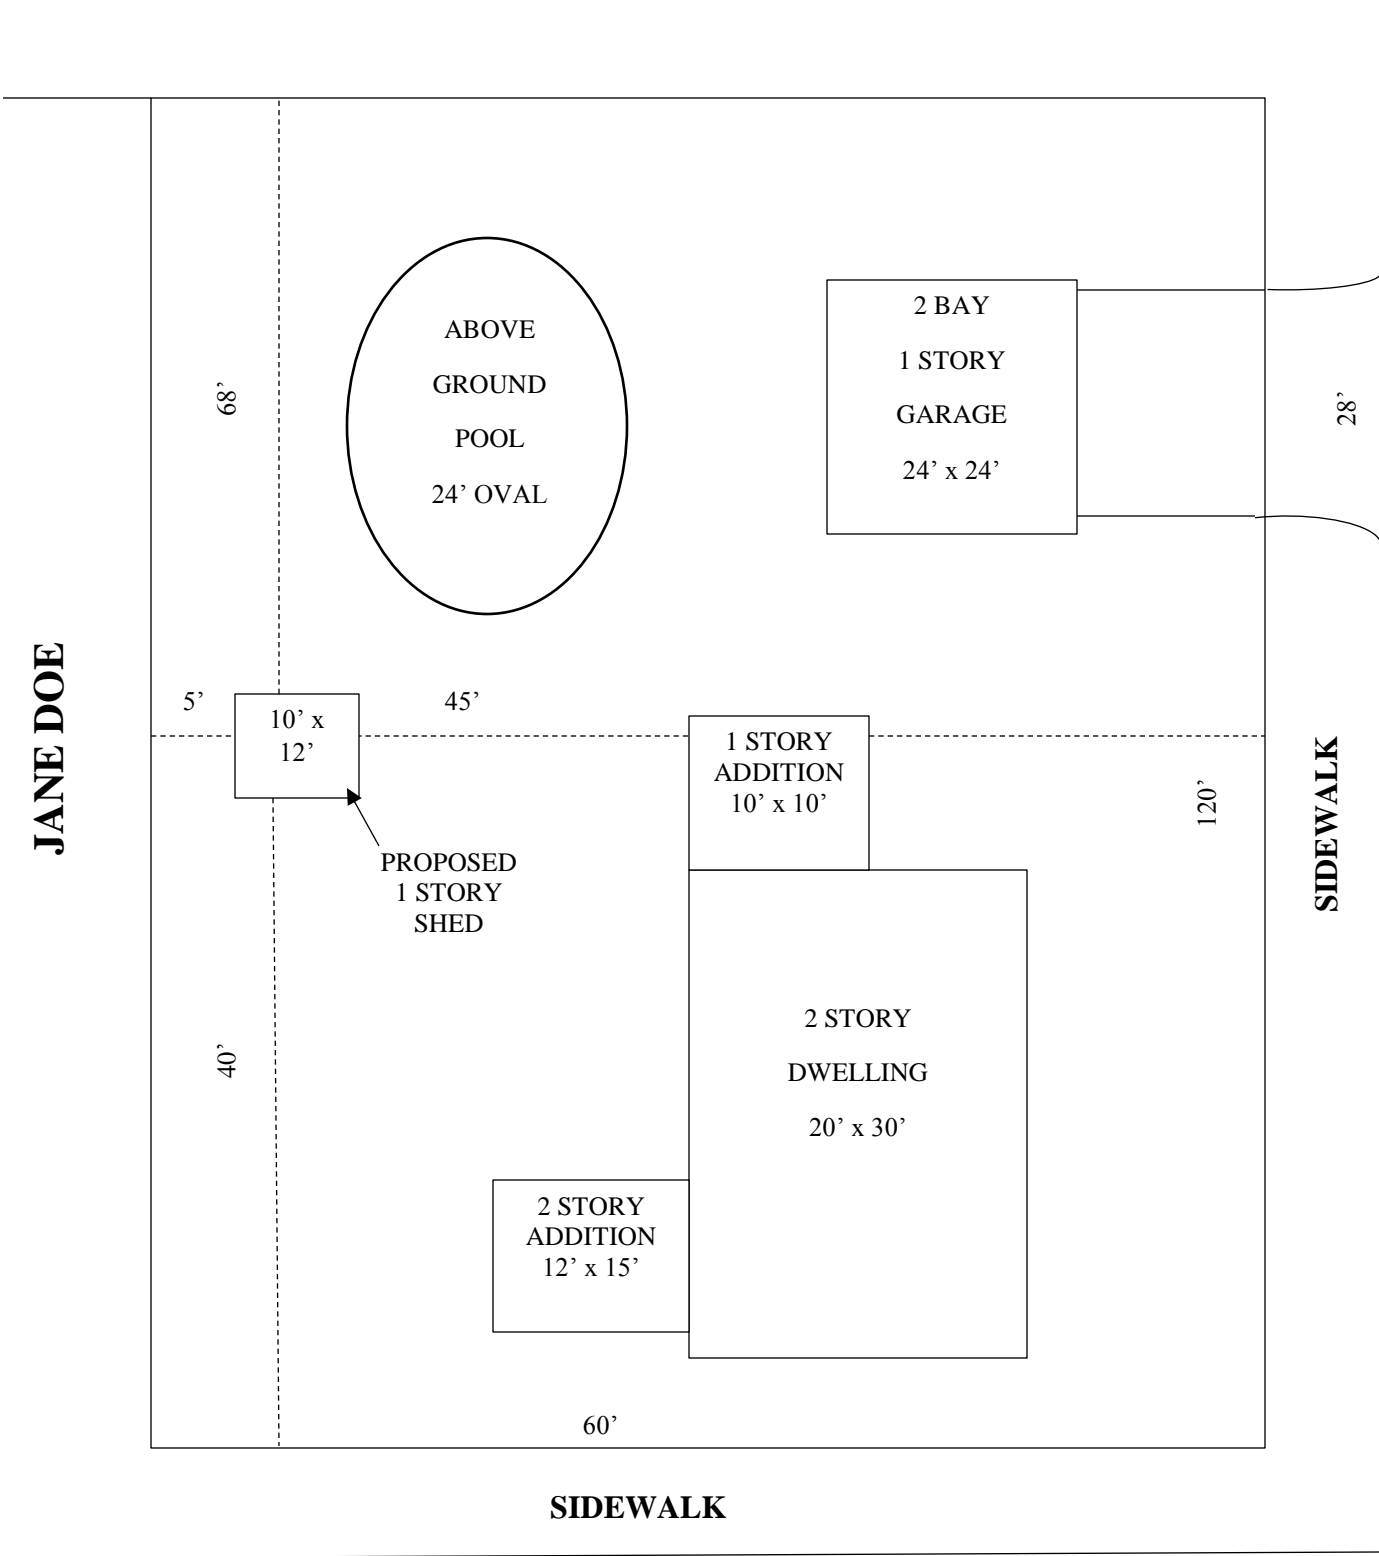 ABOVE
GROUND
POOL
24’ OVAL
2 BAY
1 STORY
GARAGE
24’ x 24’
68’
28’
JANE DOE
5’
10’ x
12’
45’
1 STORY
ADDITION
10’ x 10’
120’
SIDEWALK
PROPOSED
1 STORY
SHED
2 STORY
DWELLING
20’ x 30’
40’
2 STORY
ADDITION
12’ x 15’
60’
SIDEWALK